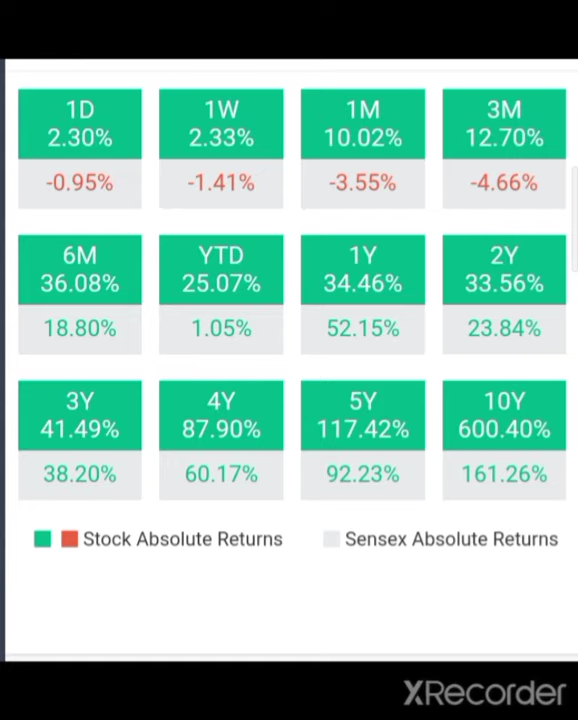 1D 1W 1M 3M
2.30% 2.33% 10.02% 12.70%
-0.95% -1.41% -3.55% -4.66%
6M YTD 1Y 2Y
36.08% 25.07% 34.46% 33.56%
18.80% 1.05% 52.15% 23.84%
3Y 4Y 5Y 10Y
41.49% 87.90% 117.42% 600.40%
38.20% 60.17% 92.23% 161.26%
Stock Absolute Returns Sensex Absolute Returns
XRecorder